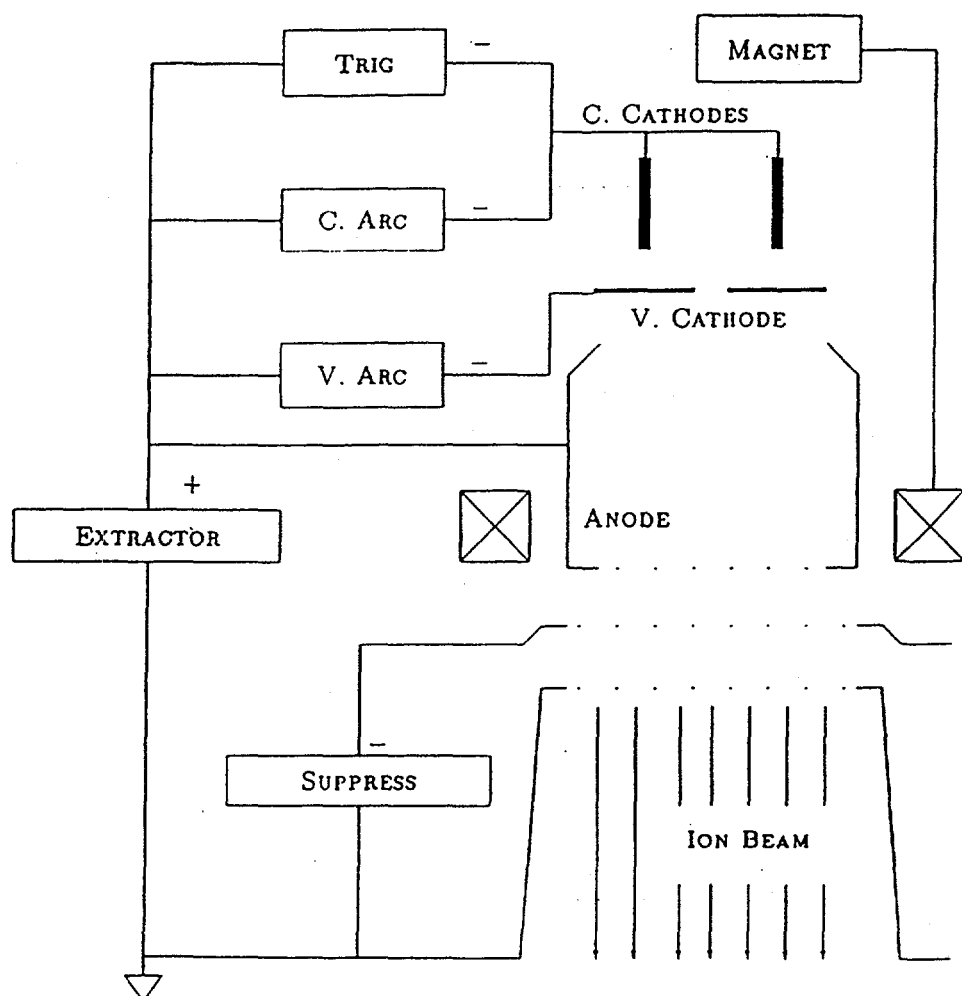 TRIG
−
MAGNET
C. CATHODES
C. ARC
−
V. CATHODE
V. ARC
−
+
EXTRACTOR
ANODE
−
SUPPRESS
ION BEAM